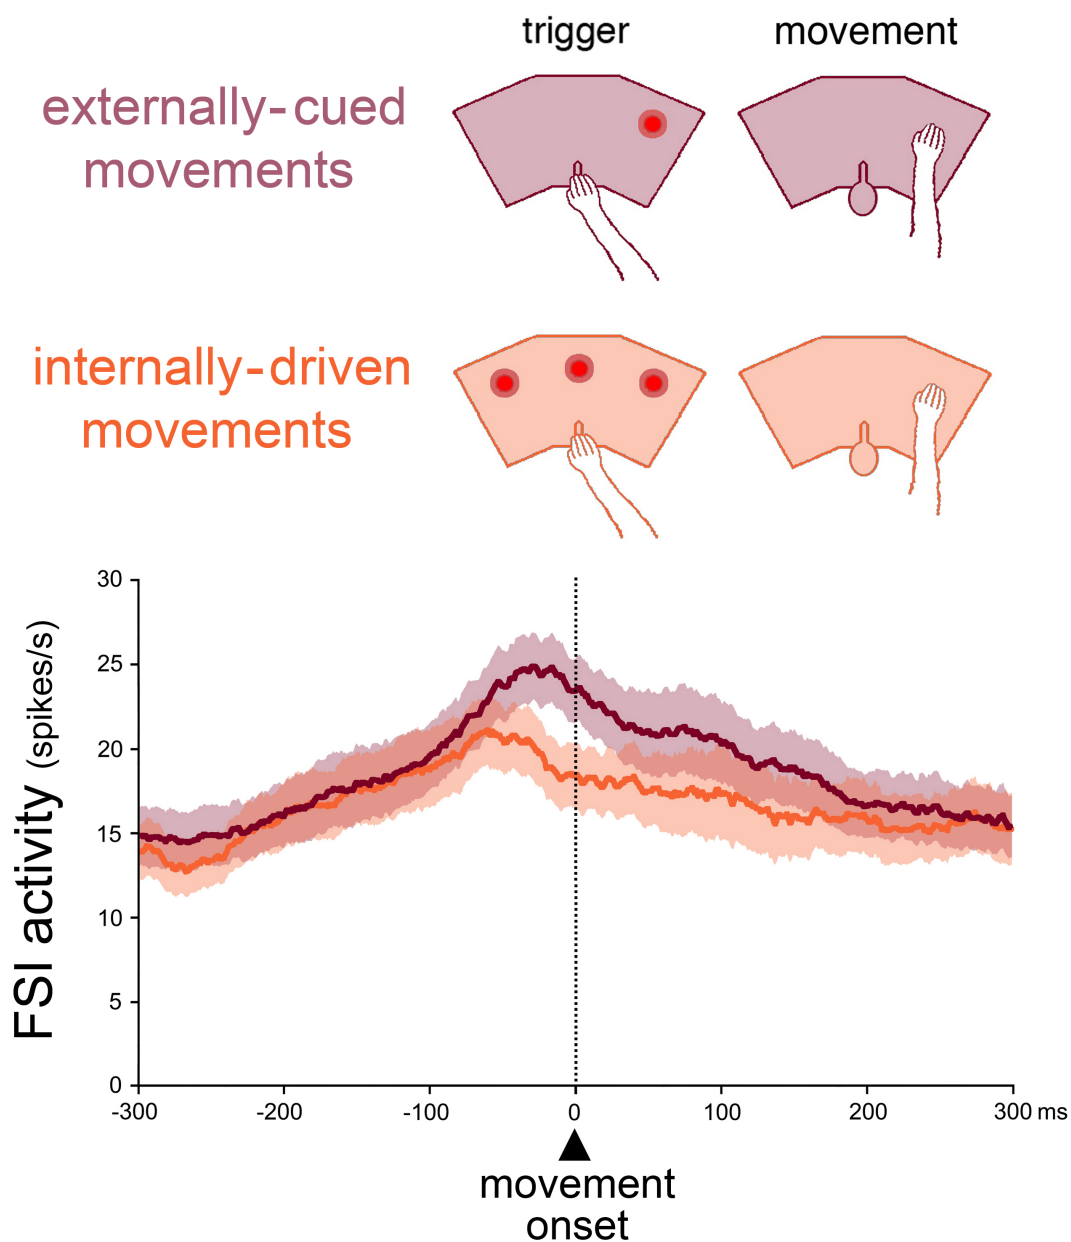 trigger
movement
externally-cued
movements
internally-driven
movements
FSI activity (spikes/s)
30
25
20
15
10
5
0
-300
-200
-100
0
100
200
300 ms
movement
onset